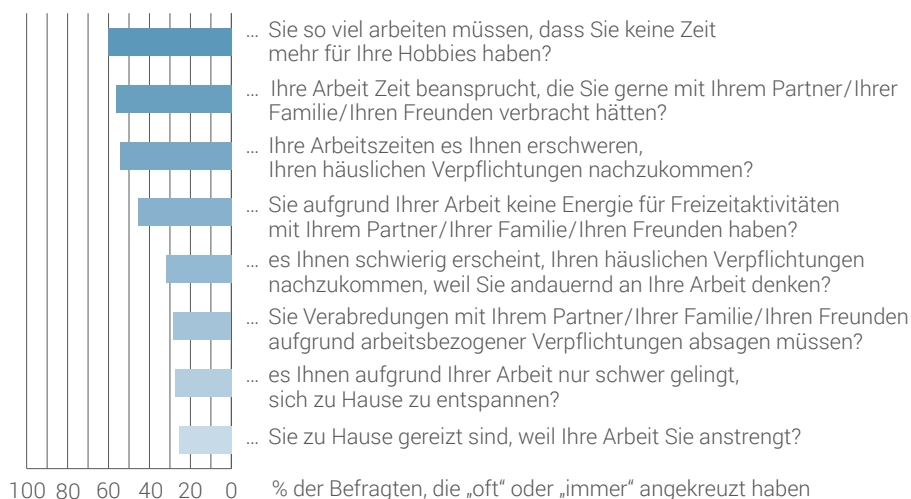 ... Sie so viel arbeiten müssen, dass Sie keine Zeit
mehr für Ihre Hobbies haben?
... Ihre Arbeit Zeit beansprucht, die Sie gerne mit Ihrem Partner/Ihrer
Familie/Ihren Freunden verbracht hätten?
... Ihre Arbeitszeiten es Ihnen erschweren,
Ihren häuslichen Verpflichtungen nachzukommen?
... Sie aufgrund Ihrer Arbeit keine Energie für Freizeitaktivitäten
mit Ihrem Partner/Ihrer Familie/Ihren Freunden haben?
... es Ihnen schwierig erscheint, Ihren häuslichen Verpflichtungen
nachzukommen, weil Sie andauernd an Ihre Arbeit denken?
... Sie Verabredungen mit Ihrem Partner/Ihrer Familie/Ihren Freunden
aufgrund arbeitsbezogener Verpflichtungen absagen müssen?
... es Ihnen aufgrund Ihrer Arbeit nur schwer gelingt,
sich zu Hause zu entspannen?
... Sie zu Hause gereizt sind, weil Ihre Arbeit Sie anstrengt?
100 80 60 40 20 0 % der Befragten, die „oft“ oder „immer“ angekreuzt haben